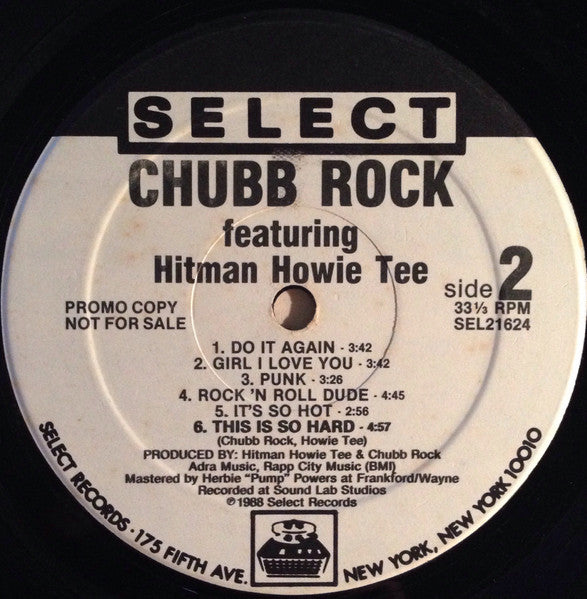 SELECT
CHUBB ROCK
featuring
Hitman Howie Tee
side 2
PROMO COPY
NOT FOR SALE
33⅓ RPM
SEL21624
1. DO IT AGAIN - 3:42
2. GIRL I LOVE YOU - 3:42
3. PUNK - 3:26
4. ROCK 'N ROLL DUDE - 4:45
5. IT'S SO HOT - 2:56
6. THIS IS SO HARD - 4:57
(Chubb Rock, Howie Tee)
PRODUCED BY: Hitman Howie Tee & Chubb Rock
Adra Music, Rapp City Music (BMI)
Mastered by Herbie "Pump" Powers at Frankford/Wayne
Recorded at Sound Lab Studios
℗1988 Select Records
SELECT RECORDS · 175 FIFTH AVE. NEW YORK, NEW YORK 10010